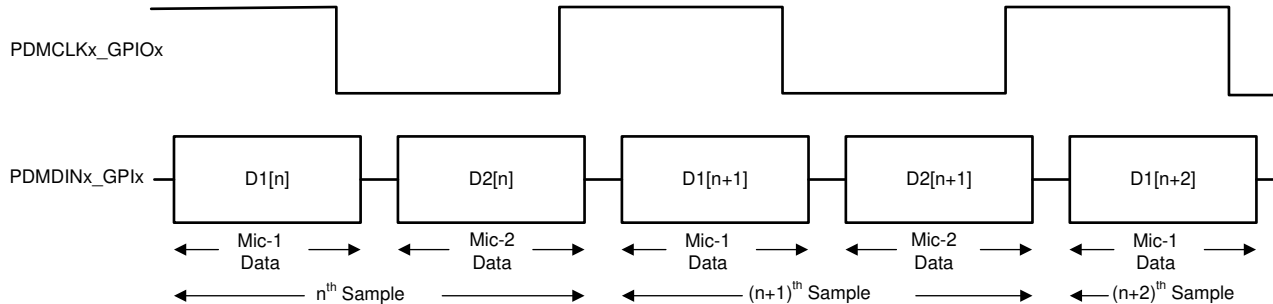 PDMCLKx_GPIOx
PDMDINx_GPIx
D1[n]
D2[n]
D1[n+1]
D2[n+1]
D1[n+2]
Mic-1
Data
Mic-2
Data
Mic-1
Data
Mic-2
Data
Mic-1
Data
nth Sample
(n+1)th Sample
(n+2)th Sample